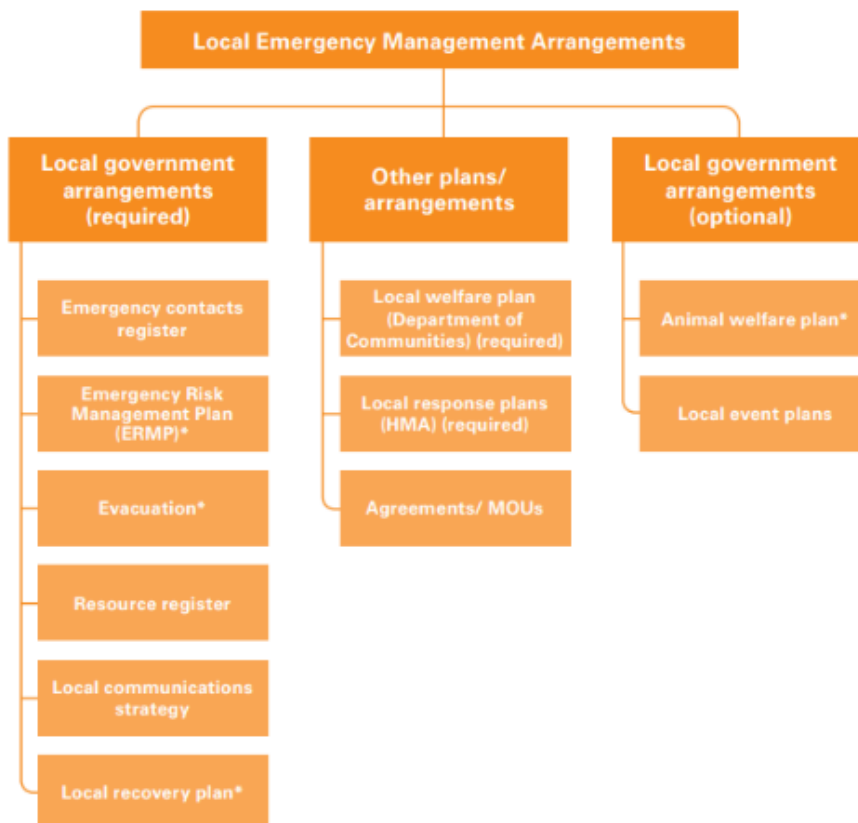 Local Emergency Management Arrangements
Local government
arrangements
(required)
Other plans/
arrangements
Local government
arrangements
(optional)
Emergency contacts
register
Emergency Risk
Management Plan
(ERMP)*
Evacuation*
Resource register
Local communications
strategy
Local recovery plan*
Local welfare plan
(Department of
Communities) (required)
Local response plans
(HMA) (required)
Agreements/ MOUs
Animal welfare plan*
Local event plans